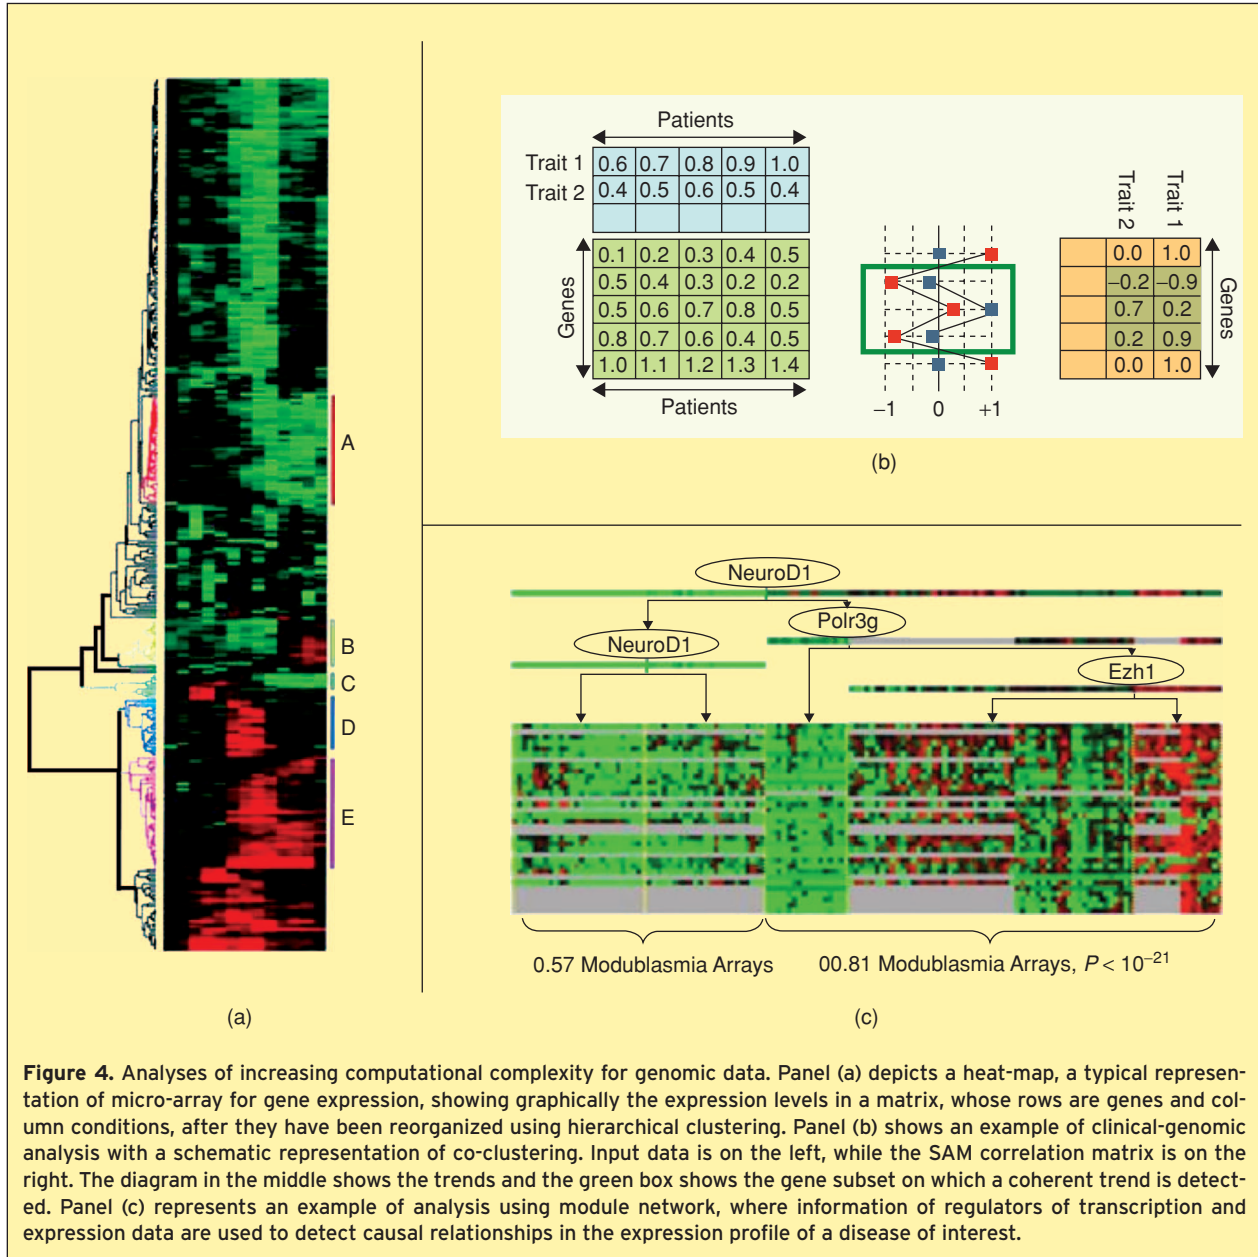 A
B
C
D
E
(a)
Patients
Trait 1 0.6 0.7 0.8 0.9 1.0
Trait 2 0.4 0.5 0.6 0.5 0.4
Genes
0.1 0.2 0.3 0.4 0.5
0.5 0.4 0.3 0.2 0.2
0.5 0.6 0.7 0.8 0.5
0.8 0.7 0.6 0.4 0.5
1.0 1.1 1.2 1.3 1.4
Patients
−1 0 +1
Trait 2 Trait 1
0.0 1.0
−0.2 −0.9
0.7 0.2
0.2 0.9
0.0 1.0
Genes
(b)
NeuroD1
Polr3g
NeuroD1
Ezh1
0.57 Modublasmia Arrays
00.81 Modublasmia Arrays, P < 10⁻²¹
(c)
Figure 4. Analyses of increasing computational complexity for genomic data. Panel (a) depicts a heat-map, a typical represen-
tation of micro-array for gene expression, showing graphically the expression levels in a matrix, whose rows are genes and col-
umn conditions, after they have been reorganized using hierarchical clustering. Panel (b) shows an example of clinical-genomic
analysis with a schematic representation of co-clustering. Input data is on the left, while the SAM correlation matrix is on the
right. The diagram in the middle shows the trends and the green box shows the gene subset on which a coherent trend is detect-
ed. Panel (c) represents an example of analysis using module network, where information of regulators of transcription and
expression data are used to detect causal relationships in the expression profile of a disease of interest.